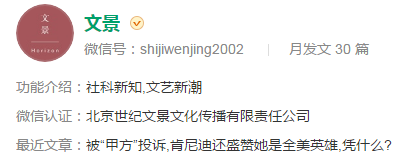 文景
Horizon
文景
微信号：shijiwenjing2002
月发文 30 篇
功能介绍：社科新知,文艺新潮
微信认证：北京世纪文景文化传播有限责任公司
最近文章：被“甲方”投诉,肯尼迪还盛赞她是全美英雄,凭什么?